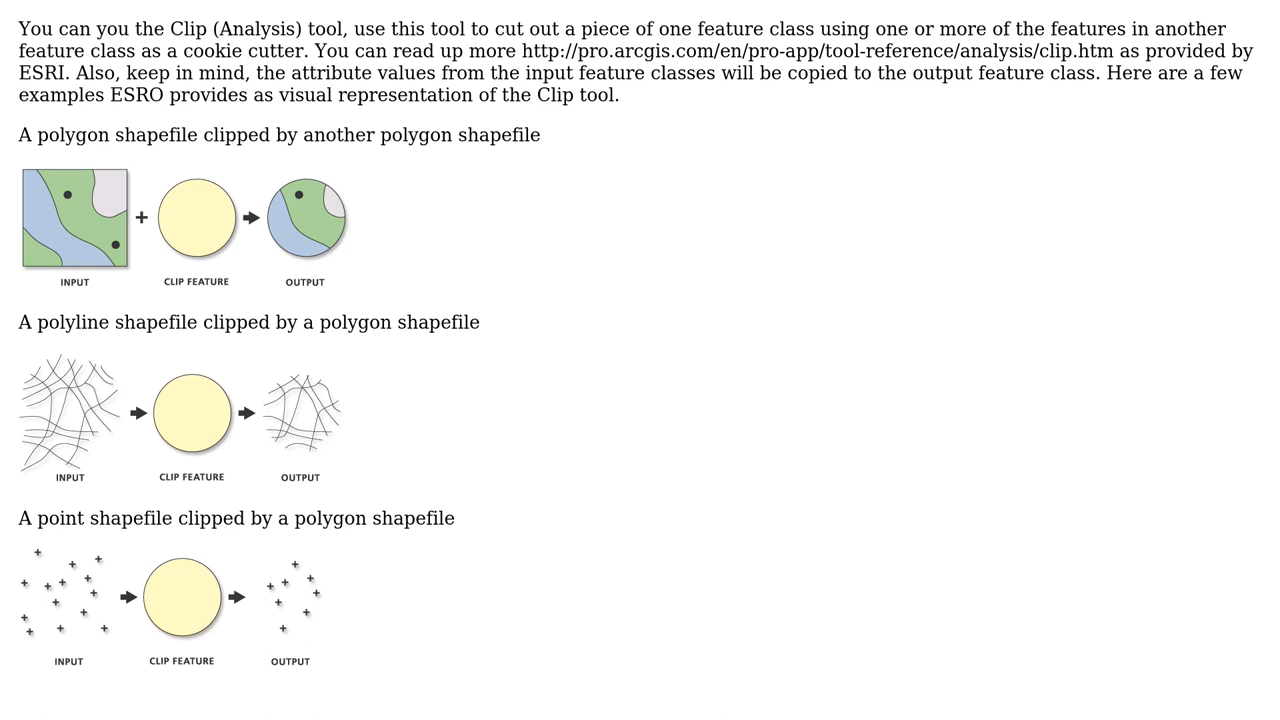 You can you the Clip (Analysis) tool, use this tool to cut out a piece of one feature class using one or more of the features in another
feature class as a cookie cutter. You can read up more http://pro.arcgis.com/en/pro-app/tool-reference/analysis/clip.htm as provided by
ESRI. Also, keep in mind, the attribute values from the input feature classes will be copied to the output feature class. Here are a few
examples ESRO provides as visual representation of the Clip tool.
A polygon shapefile clipped by another polygon shapefile
INPUT CLIP FEATURE OUTPUT
A polyline shapefile clipped by a polygon shapefile
INPUT CLIP FEATURE OUTPUT
A point shapefile clipped by a polygon shapefile
INPUT CLIP FEATURE OUTPUT